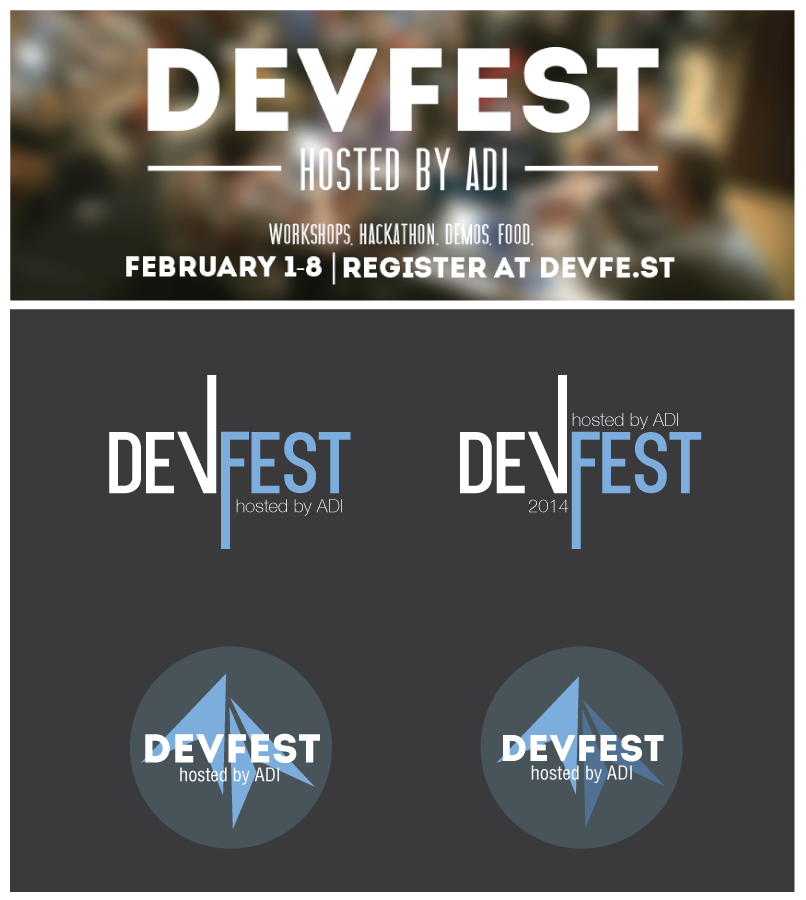 DEVFEST
HOSTED BY ADI
WORKSHOPS. HACKATHON. DEMOS. FOOD.
FEBRUARY 1-8 | REGISTER AT DEVFE.ST
DEVFEST
hosted by ADI
hosted by ADI
DEVFEST
2014
DEVFEST
hosted by ADI
DEVFEST
hosted by ADI